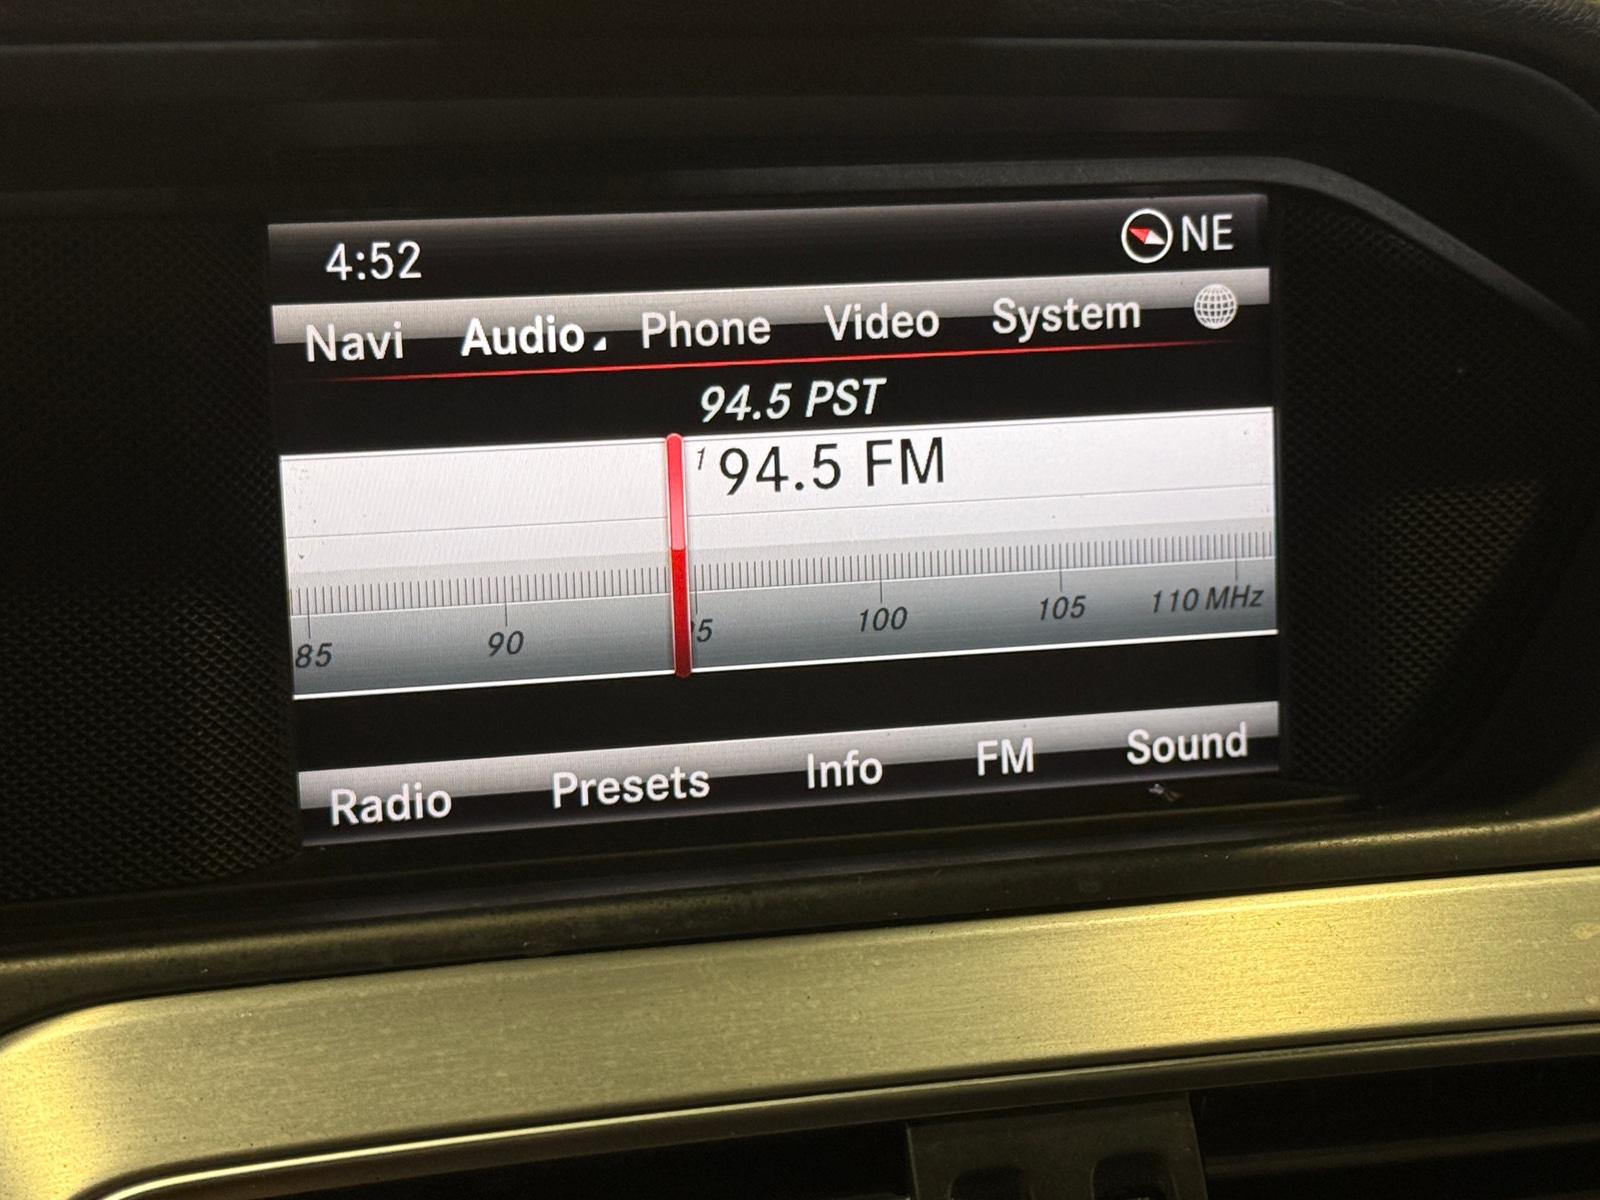 4:52 NE
Navi Audio Phone Video System
94.5 PST
1 94.5 FM
85 90 95 100 105 110 MHz
Radio Presets Info FM Sound